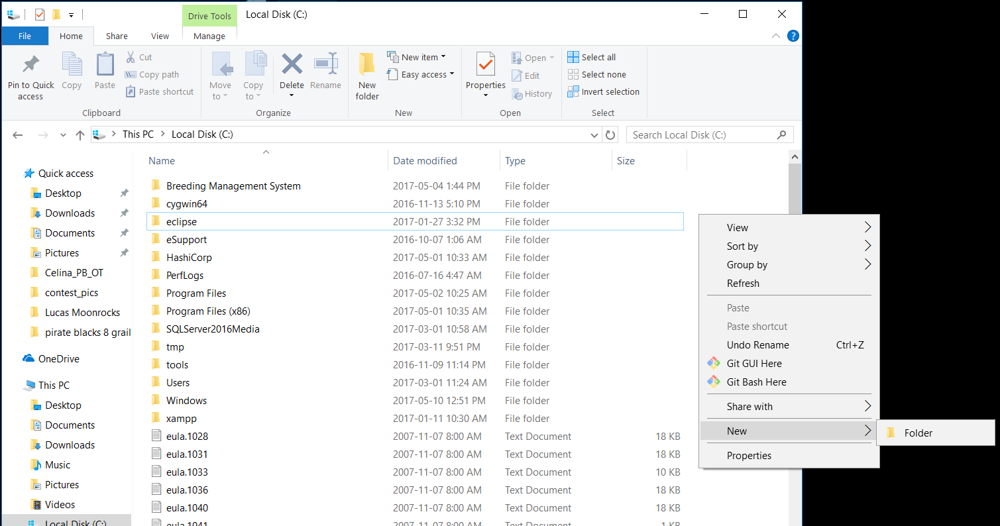 Drive Tools
Local Disk (C:)
File Home Share View Manage
Pin to Quick access
Copy
Paste
Cut
Copy path
Paste shortcut
Clipboard
Move to
Copy to
Delete
Rename
Organize
New folder
New item
Easy access
New
Properties
Open
Edit
History
Open
Select all
Select none
Invert selection
Select
This PC > Local Disk (C:)
Search Local Disk (C:)
Quick access
Desktop
Downloads
Documents
Pictures
Celina_PB_OT
contest_pics
Lucas Moonrocks
pirate blacks 8 grail
OneDrive
This PC
Desktop
Documents
Downloads
Music
Pictures
Videos
Local Disk (C:)
Name Date modified Type Size
Breeding Management System 2017-05-04 1:44 PM File folder
cygwin64 2016-11-13 5:10 PM File folder
eclipse 2017-01-27 3:32 PM File folder
eSupport 2016-10-07 1:06 AM File folder
HashiCorp 2017-05-01 10:33 AM File folder
PerfLogs 2016-07-16 4:47 AM File folder
Program Files 2017-05-02 10:25 AM File folder
Program Files (x86) 2017-05-01 10:35 AM File folder
SQLServer2016Media 2017-03-01 10:58 AM File folder
tmp 2017-03-11 9:51 PM File folder
tools 2016-11-09 11:14 PM File folder
Users 2017-03-01 11:24 AM File folder
Windows 2017-05-10 12:51 PM File folder
xampp 2017-01-11 10:30 AM File folder
eula.1028 2007-11-07 8:00 AM Text Document 18 KB
eula.1031 2007-11-07 8:00 AM Text Document 18 KB
eula.1033 2007-11-07 8:00 AM Text Document 10 KB
eula.1036 2007-11-07 8:00 AM Text Document 18 KB
eula.1040 2007-11-07 8:00 AM Text Document 18 KB
eula.1041 2007-11-07 8:00 AM Text Document 1 KB
View
Sort by
Group by
Refresh
Paste
Paste shortcut
Undo Rename Ctrl+Z
Git GUI Here
Git Bash Here
Share with
New
Properties
Folder